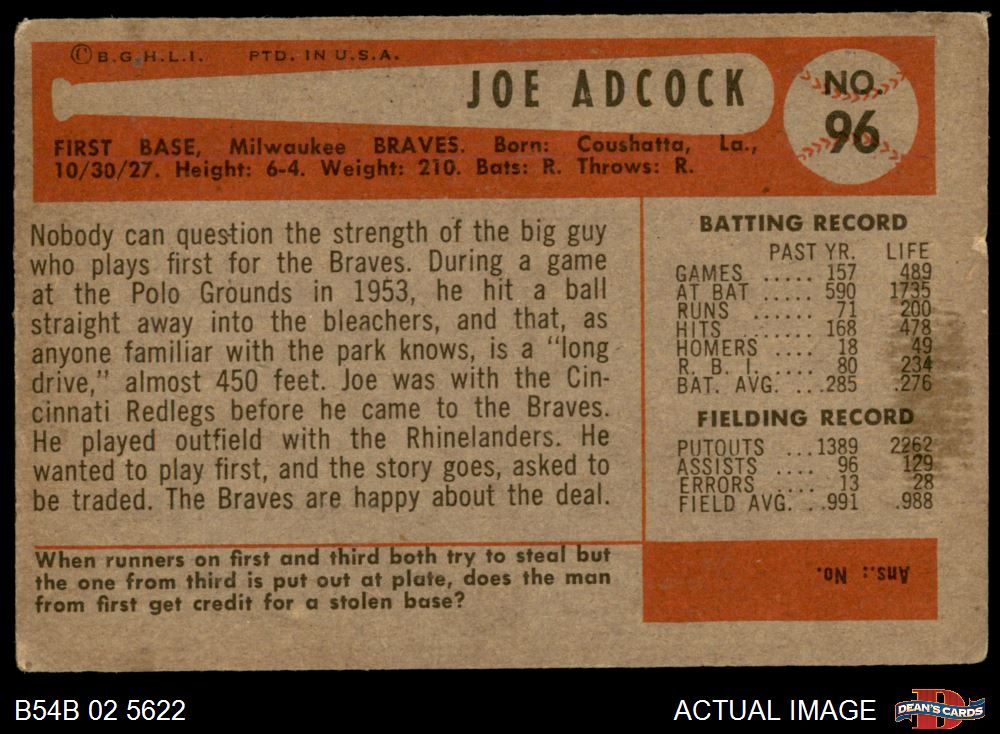 © B.G.H.L.I. PTD. IN U.S.A.
JOE ADCOCK
NO.
96
FIRST BASE, Milwaukee BRAVES. Born: Coushatta, La.,
10/30/27. Height: 6-4. Weight: 210. Bats: R. Throws: R.
Nobody can question the strength of the big guy
who plays first for the Braves. During a game
at the Polo Grounds in 1953, he hit a ball
straight away into the bleachers, and that, as
anyone familiar with the park knows, is a "long
drive," almost 450 feet. Joe was with the Cin-
cinnati Redlegs before he came to the Braves.
He played outfield with the Rhinelanders. He
wanted to play first, and the story goes, asked to
be traded. The Braves are happy about the deal.
BATTING RECORD
PAST YR. LIFE
GAMES ..... 157 489
AT BAT ..... 590 1735
RUNS ...... 71 200
HITS ...... 168 478
HOMERS .... 18 49
R. B. I. .... 80 234
BAT. AVG. ... .285 .276
FIELDING RECORD
PUTOUTS ... 1389 2262
ASSISTS .... 96 129
ERRORS .... 13 28
FIELD AVG. . .991 .988
When runners on first and third both try to steal but
the one from third is put out at plate, does the man
from first get credit for a stolen base?
Ans.: No.
B54B 02 5622
ACTUAL IMAGE
D
DEAN'S CARDS